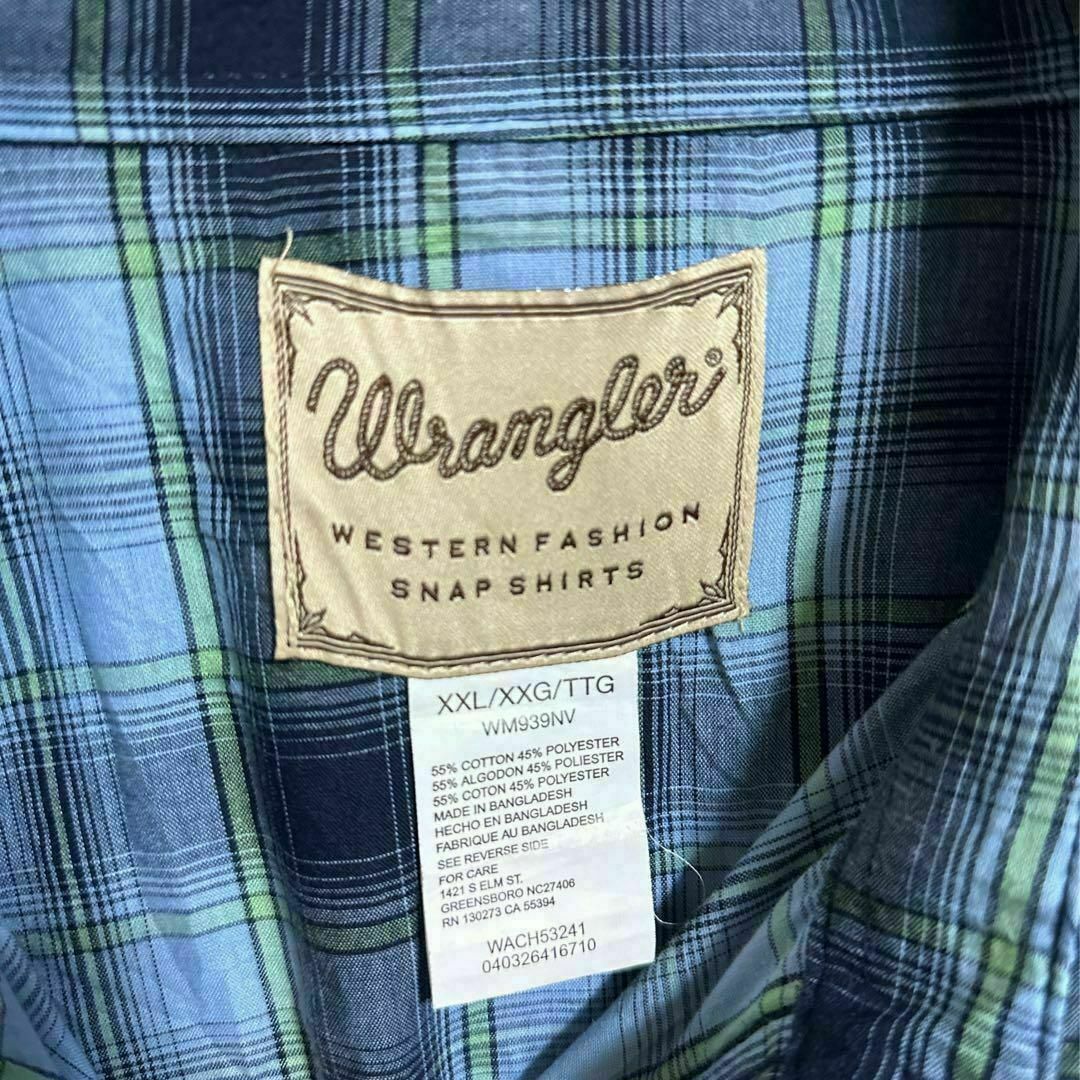 Wrangler®
WESTERN FASHION
SNAP SHIRTS
XXL/XXG/TTG
WM939NV
55% COTTON 45% POLYESTER
55% ALGODON 45% POLIESTER
55% COTON 45% POLYESTER
MADE IN BANGLADESH
HECHO EN BANGLADESH
FABRIQUE AU BANGLADESH
SEE REVERSE SIDE
FOR CARE
1421 S ELM ST.
GREENSBORO NC27406
RN 130273 CA 55394
WACH53241
040326416710